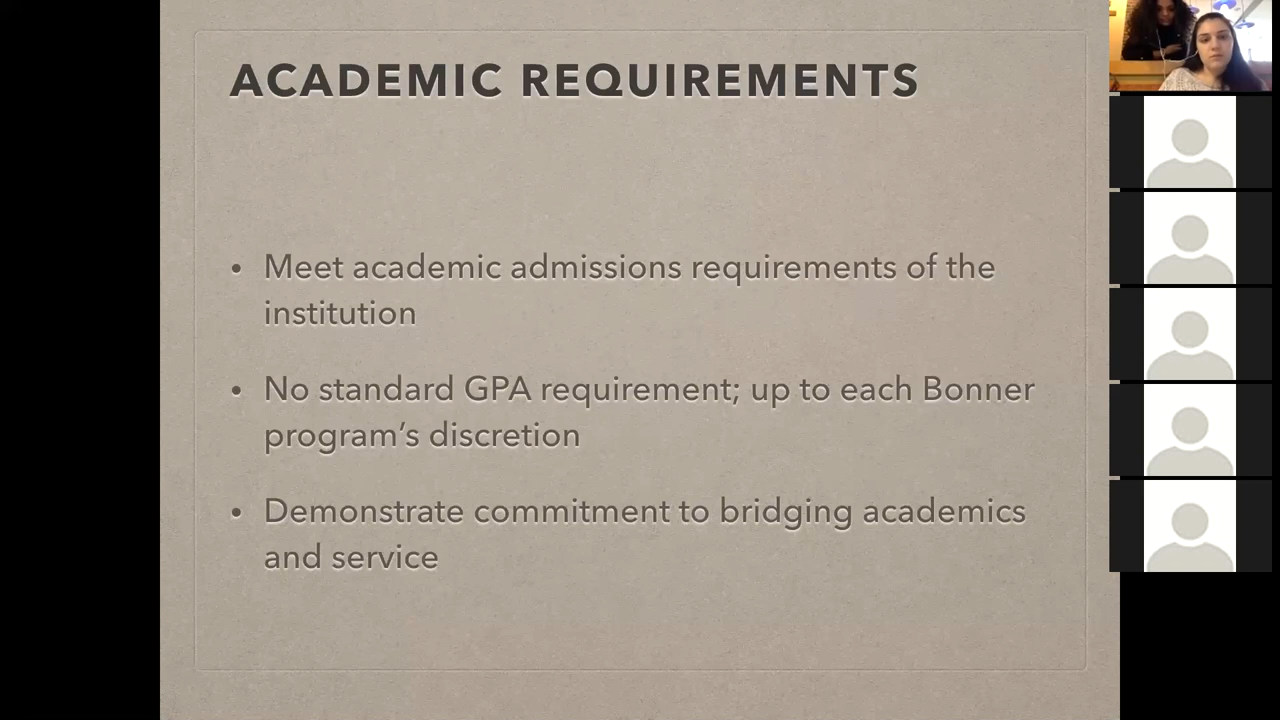 ACADEMIC REQUIREMENTS
• Meet academic admissions requirements of the
institution
• No standard GPA requirement; up to each Bonner
program’s discretion
• Demonstrate commitment to bridging academics
and service